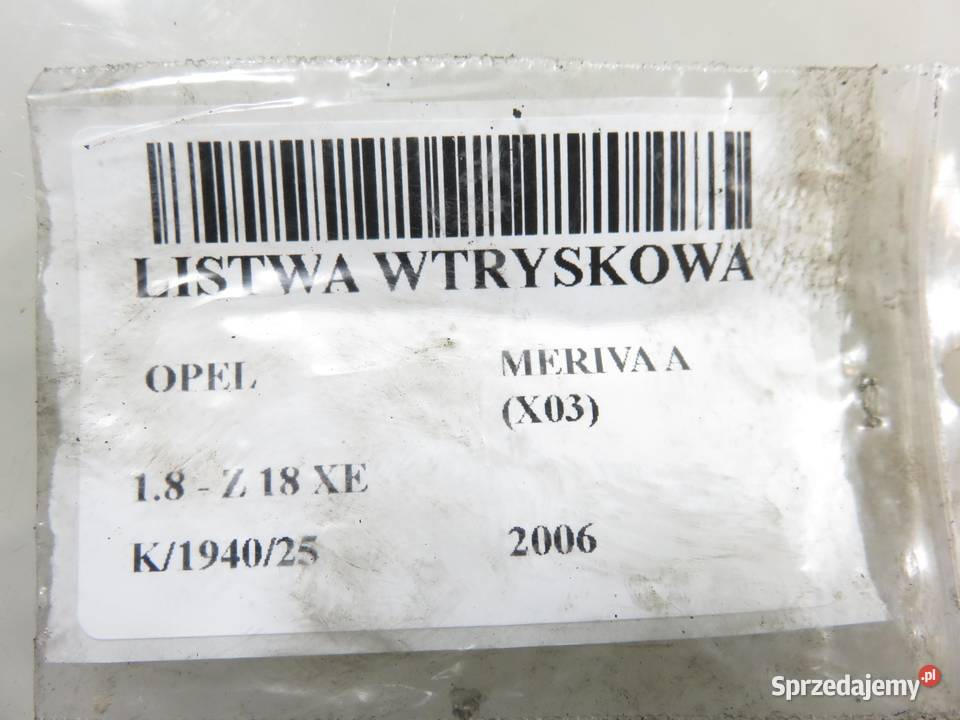 LISTWA WTRYSKOWA
OPEL
MERIVA A
(X03)
1.8 - Z 18 XE
K/1940/25
2006
Sprzedajemy.pl